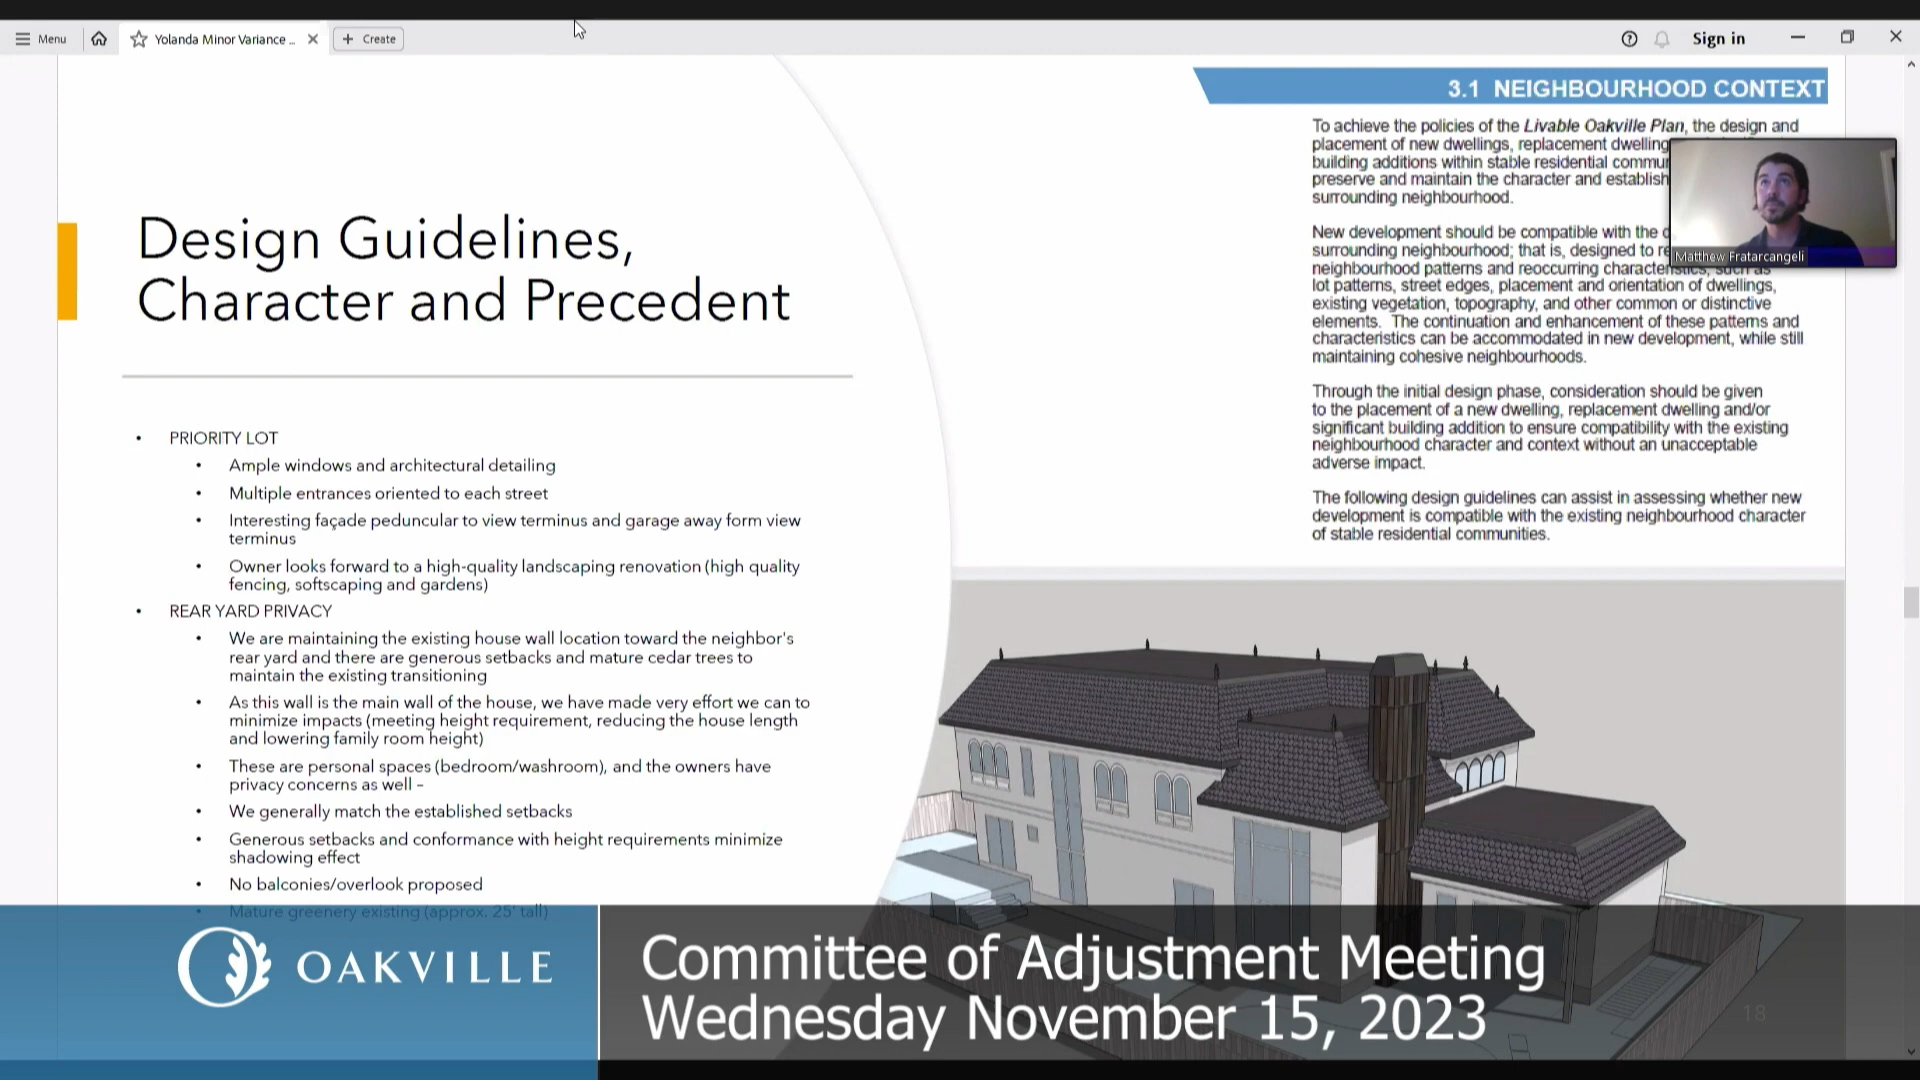 Menu
Yolanda Minor Variance ...
Create
Sign in
3.1 NEIGHBOURHOOD CONTEXT
To achieve the policies of the Livable Oakville Plan, the design and
placement of new dwellings, replacement dwelling
building additions within stable residential commu
preserve and maintain the character and establish
surrounding neighbourhood.
New development should be compatible with the
surrounding neighbourhood; that is, designed to
neighbourhood patterns and reoccurring characteristics, such as
lot patterns, street edges, placement and orientation of dwellings,
existing vegetation, topography, and other common or distinctive
elements. The continuation and enhancement of these patterns and
characteristics can be accommodated in new development, while still
maintaining cohesive neighbourhoods.
Through the initial design phase, consideration should be given
to the placement of a new dwelling, replacement dwelling and/or
significant building addition to ensure compatibility with the existing
neighbourhood character and context without an unacceptable
adverse impact.
The following design guidelines can assist in assessing whether new
development is compatible with the existing neighbourhood character
of stable residential communities.
Matthew Fratarcangeli
Design Guidelines,
Character and Precedent
• PRIORITY LOT
• Ample windows and architectural detailing
• Multiple entrances oriented to each street
• Interesting façade peduncular to view terminus and garage away form view
terminus
• Owner looks forward to a high-quality landscaping renovation (high quality
fencing, softscaping and gardens)
• REAR YARD PRIVACY
• We are maintaining the existing house wall location toward the neighbor's
rear yard and there are generous setbacks and mature cedar trees to
maintain the existing transitioning
• As this wall is the main wall of the house, we have made very effort we can to
minimize impacts (meeting height requirement, reducing the house length
and lowering family room height)
• These are personal spaces (bedroom/washroom), and the owners have
privacy concerns as well –
• We generally match the established setbacks
• Generous setbacks and conformance with height requirements minimize
shadowing effect
• No balconies/overlook proposed
• Mature greenery existing (approx. 25' tall)
18
OAKVILLE
Committee of Adjustment Meeting
Wednesday November 15, 2023